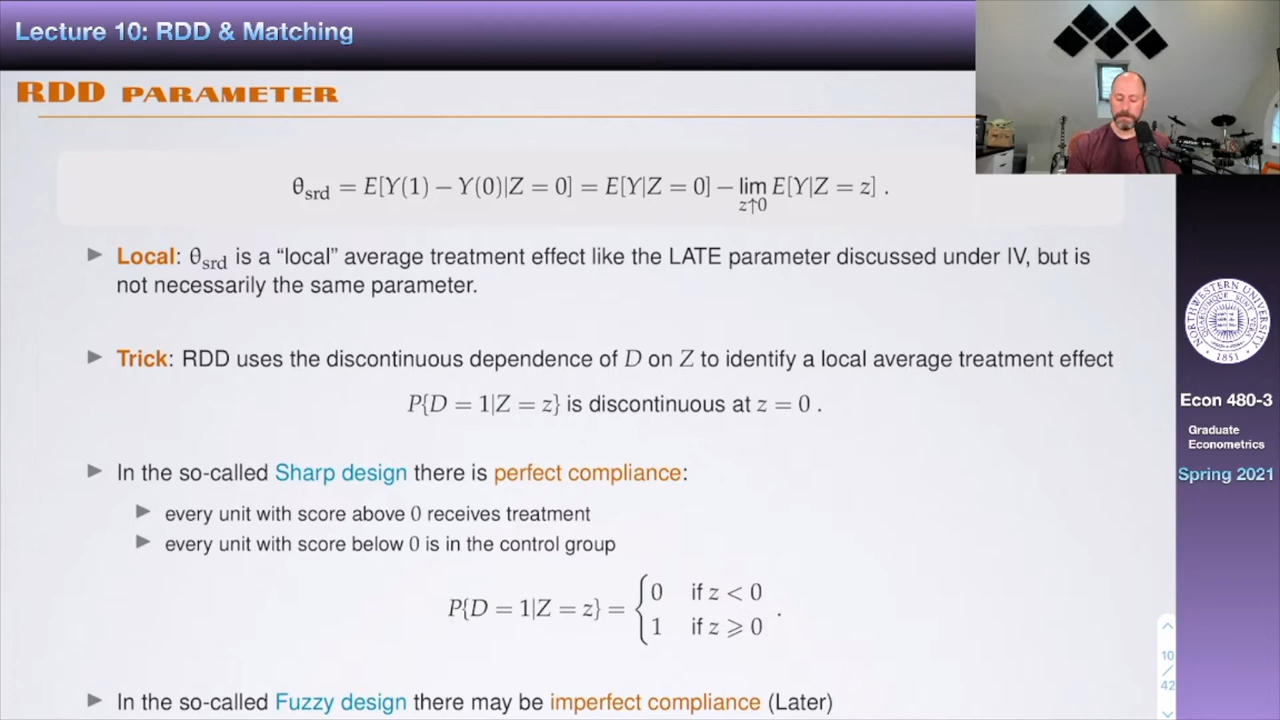 Lecture 10: RDD & Matching
RDD PARAMETER
θsrd = E[Y(1) − Y(0)|Z = 0] = E[Y|Z = 0] − lim z↑0 E[Y|Z = z] .
▶ Local: θsrd is a “local” average treatment effect like the LATE parameter discussed under IV, but is
not necessarily the same parameter.
▶ Trick: RDD uses the discontinuous dependence of D on Z to identify a local average treatment effect
P{D = 1|Z = z} is discontinuous at z = 0 .
▶ In the so-called Sharp design there is perfect compliance:
▶ every unit with score above 0 receives treatment
▶ every unit with score below 0 is in the control group
P{D = 1|Z = z} = { 0 if z < 0
1 if z ⩾ 0 .
▶ In the so-called Fuzzy design there may be imperfect compliance (Later)
NORTHWESTERN UNIVERSITY
1851
Econ 480-3
Graduate
Econometrics
Spring 2021
10
/
42